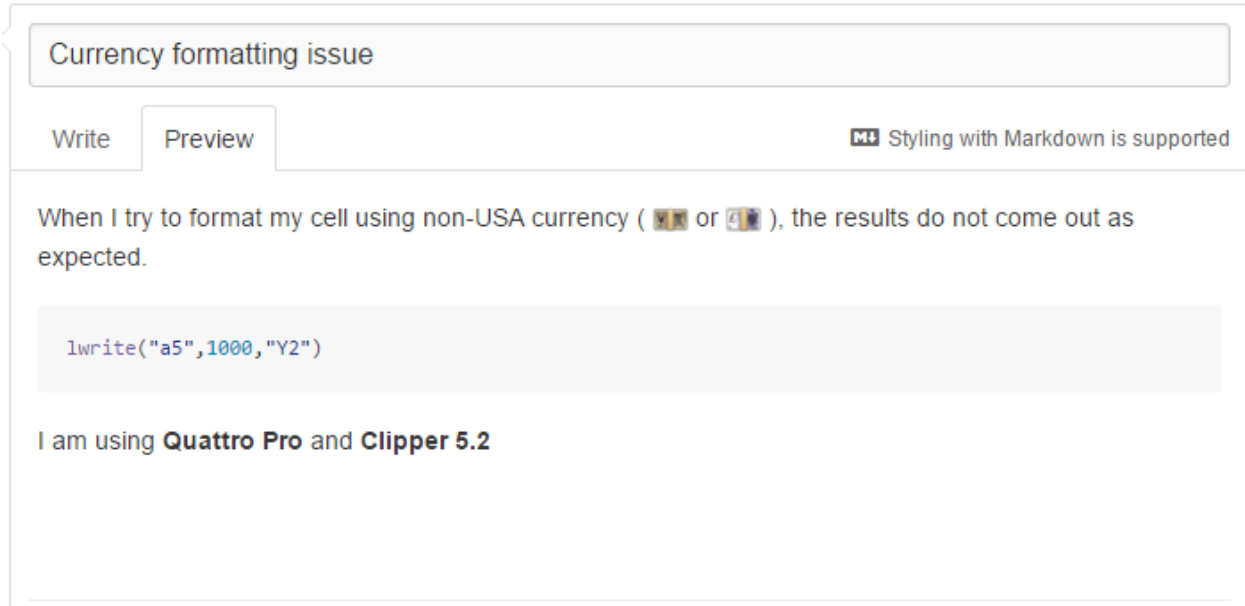 Currency formatting issue
Write Preview M↓ Styling with Markdown is supported
When I try to format my cell using non-USA currency ( 💴 or 💷 ), the results do not come out as
expected.
lwrite("a5",1000,"Y2")
I am using Quattro Pro and Clipper 5.2